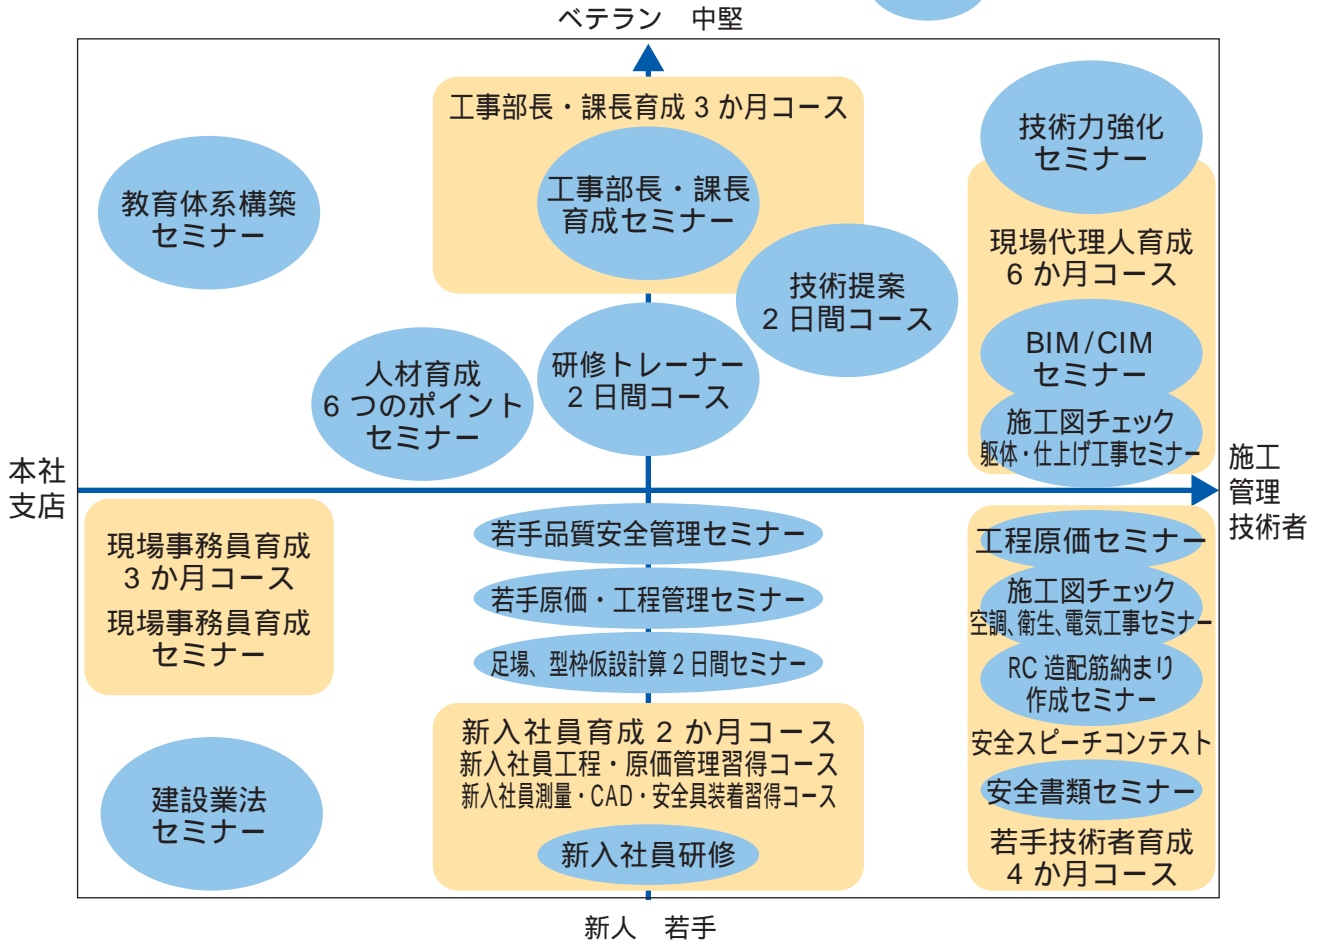 ベテラン　中堅
工事部長・課長育成 3 か月コース
工事部長・課長
育成セミナー
技術力強化
セミナー
教育体系構築
セミナー
現場代理人育成
6 か月コース
技術提案
2 日間コース
BIM/CIM
セミナー
研修トレーナー
2 日間コース
人材育成
6 つのポイント
セミナー
施工図チェック
躯体・仕上げ工事セミナー
本社
支店
施工
管理
技術者
現場事務員育成
3 か月コース
現場事務員育成
セミナー
若手品質安全管理セミナー
若手原価・工程管理セミナー
足場、型枠仮設計算 2 日間セミナー
工程原価セミナー
施工図チェック
空調、衛生、電気工事セミナー
RC 造配筋納まり
作成セミナー
安全スピーチコンテスト
安全書類セミナー
若手技術者育成
4 か月コース
新入社員育成 2 か月コース
新入社員工程・原価管理習得コース
新入社員測量・CAD・安全具装着習得コース
新入社員研修
建設業法
セミナー
新人　若手